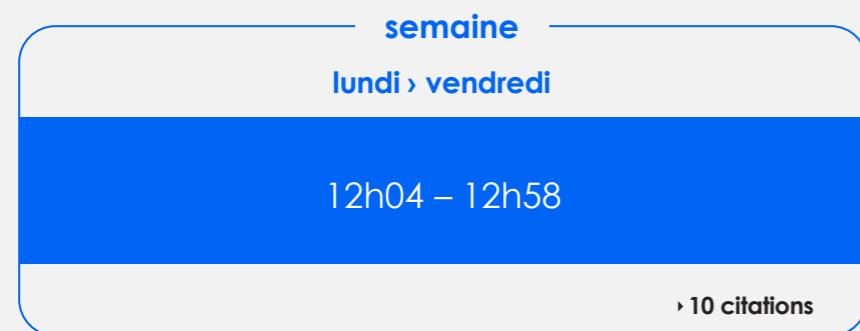 semaine
lundi › vendredi
12h04 – 12h58
‣ 10 citations